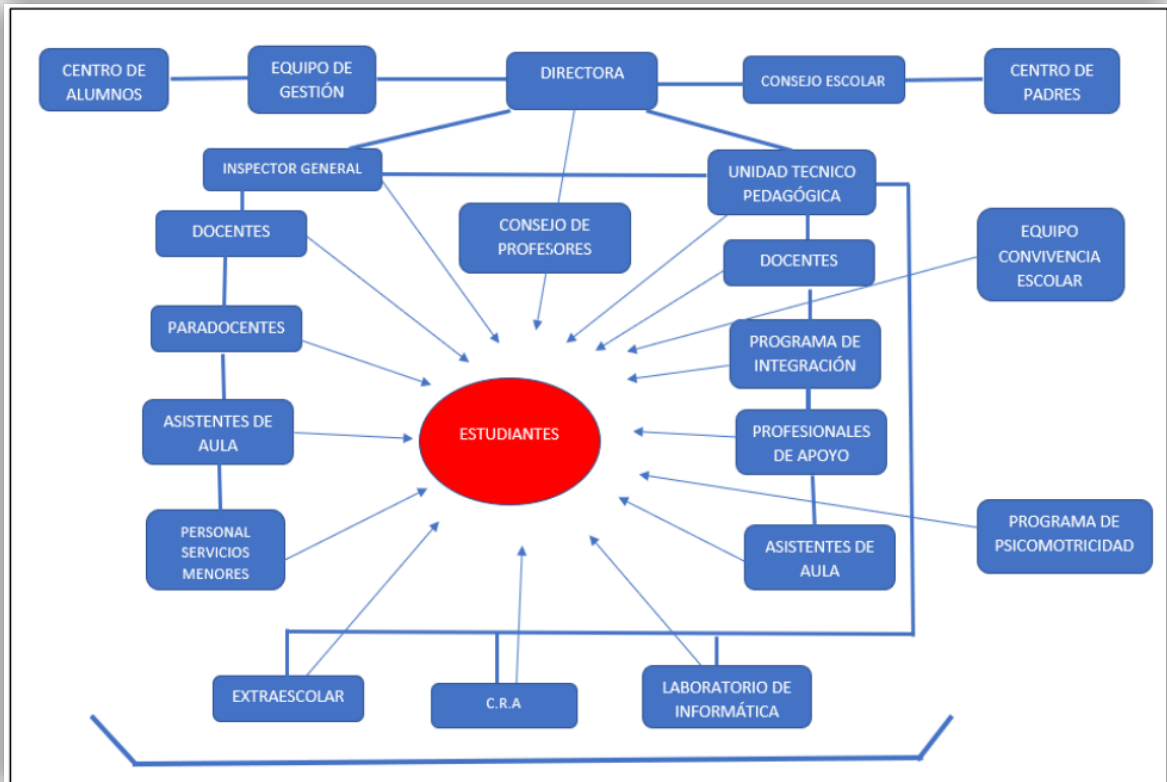 CENTRO DE
ALUMNOS
EQUIPO DE
GESTIÓN
DIRECTORA
CONSEJO ESCOLAR
CENTRO DE
PADRES
INSPECTOR GENERAL
UNIDAD TECNICO
PEDAGÓGICA
DOCENTES
CONSEJO DE
PROFESORES
DOCENTES
EQUIPO
CONVIVENCIA
ESCOLAR
PARADOCENTES
PROGRAMA DE
INTEGRACIÓN
ASISTENTES DE
AULA
ESTUDIANTES
PROFESIONALES
DE APOYO
PERSONAL
SERVICIOS
MENORES
ASISTENTES DE
AULA
PROGRAMA DE
PSICOMOTRICIDAD
EXTRAESCOLAR
C.R.A
LABORATORIO DE
INFORMÁTICA